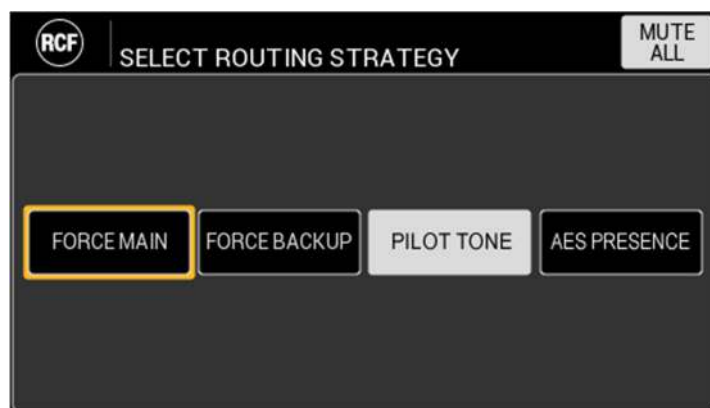 RCF
SELECT ROUTING STRATEGY
MUTE
ALL
FORCE MAIN
FORCE BACKUP
PILOT TONE
AES PRESENCE